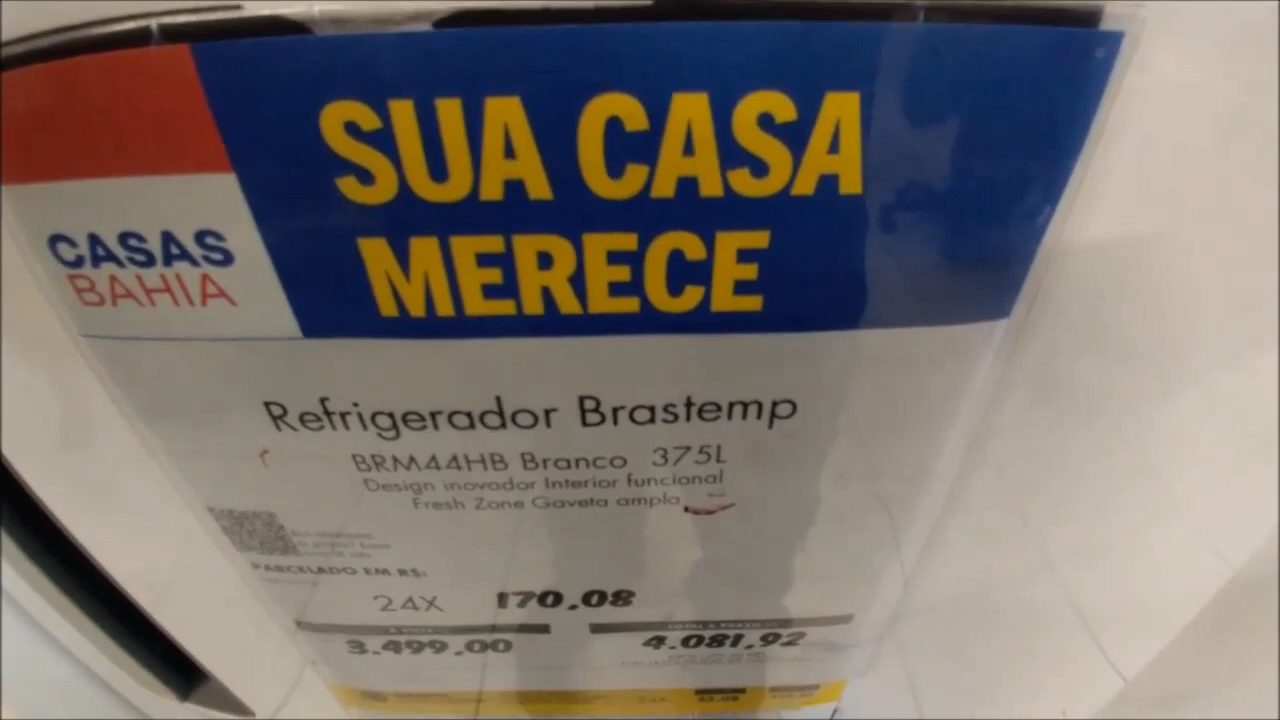 SUA CASA
MERECE
CASAS
BAHIA
Refrigerador Brastemp
BRM44HB Branco 375L
Design inovador Interior funcional
Fresh Zone Gaveta ampla
PARCELADO EM R$:
24X 170,08
3.499,00
4.081,92